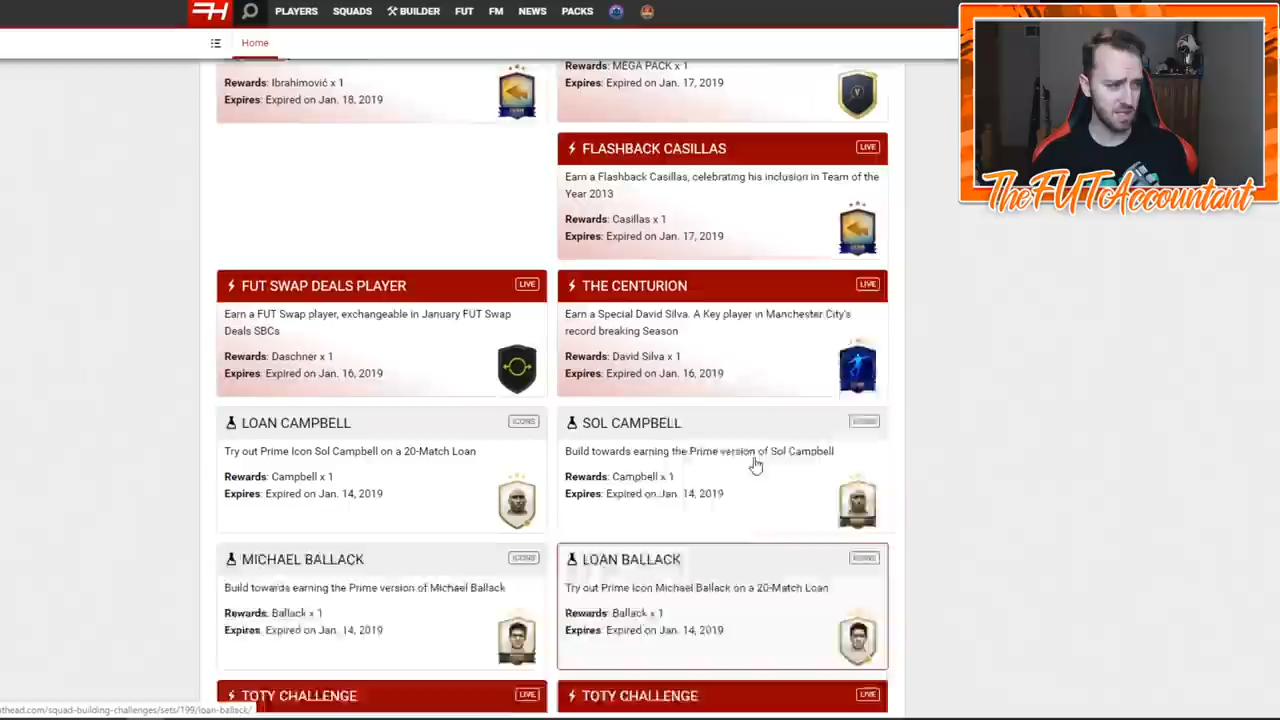 FH
PLAYERS SQUADS BUILDER FUT FM NEWS PACKS
Home
Rewards: Ibrahimović x 1
Expires: Expired on Jan. 18, 2019
Rewards: MEGA PACK x 1
Expires: Expired on Jan. 17, 2019
FLASHBACK CASILLAS LIVE
Earn a Flashback Casillas, celebrating his inclusion in Team of the
Year 2013
Rewards: Casillas x 1
Expires: Expired on Jan. 17, 2019
FUT SWAP DEALS PLAYER LIVE
Earn a FUT Swap player, exchangeable in January FUT Swap
Deals SBCs
Rewards: Daschner x 1
Expires: Expired on Jan. 16, 2019
THE CENTURION LIVE
Earn a Special David Silva. A Key player in Manchester City's
record breaking Season
Rewards: David Silva x 1
Expires: Expired on Jan. 16, 2019
LOAN CAMPBELL ICONS
Try out Prime Icon Sol Campbell on a 20-Match Loan
Rewards: Campbell x 1
Expires: Expired on Jan. 14, 2019
SOL CAMPBELL
Build towards earning the Prime version of Sol Campbell
Rewards: Campbell x 1
Expires: Expired on Jan. 14, 2019
MICHAEL BALLACK ICONS
Build towards earning the Prime version of Michael Ballack
Rewards: Ballack x 1
Expires: Expired on Jan. 14, 2019
LOAN BALLACK
Try out Prime Icon Michael Ballack on a 20-Match Loan
Rewards: Ballack x 1
Expires: Expired on Jan. 14, 2019
TOTY CHALLENGE LIVE
TOTY CHALLENGE LIVE
thead.com/squad-building-challenges/sets/199/loan-ballack/
TheFUTAccountant